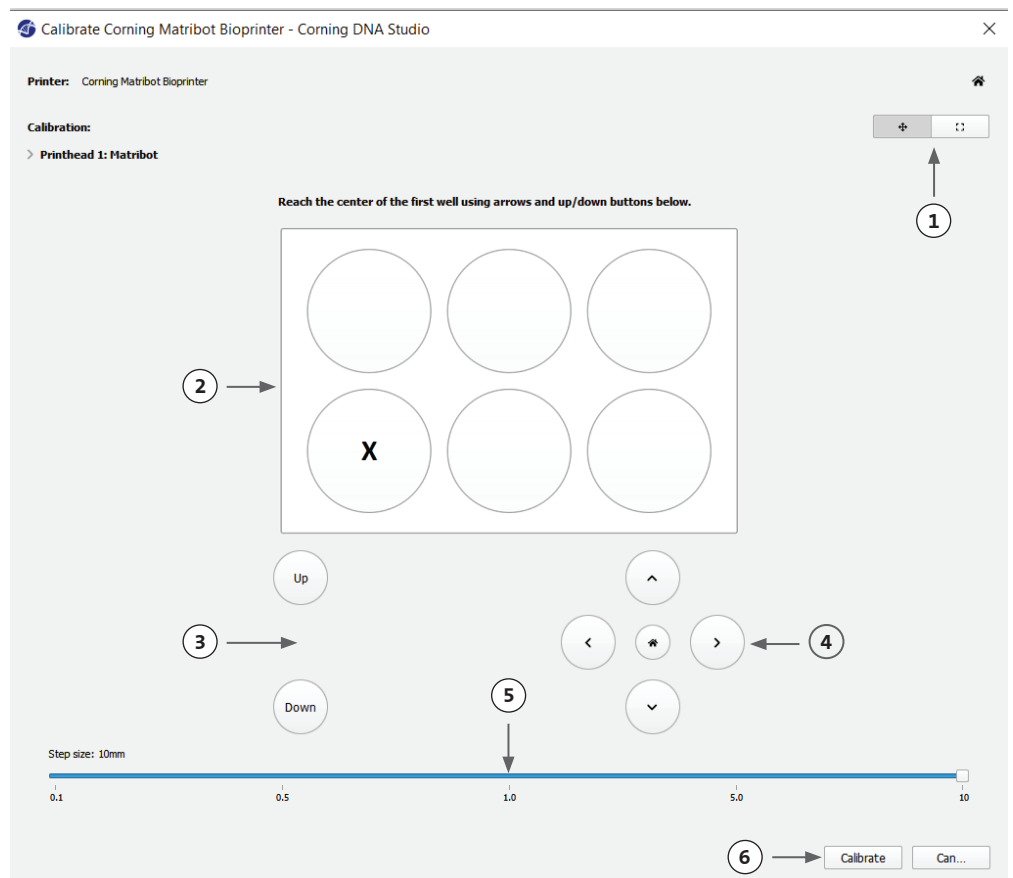 Calibrate Corning Matribot Bioprinter - Corning DNA Studio
Printer: Corning Matribot Bioprinter
Calibration:
Printhead 1: Matribot
1
Reach the center of the first well using arrows and up/down buttons below.
2
X
Up
3
4
Down
5
Step size: 10mm
0.1 0.5 1.0 5.0 10
6 Calibrate Can...